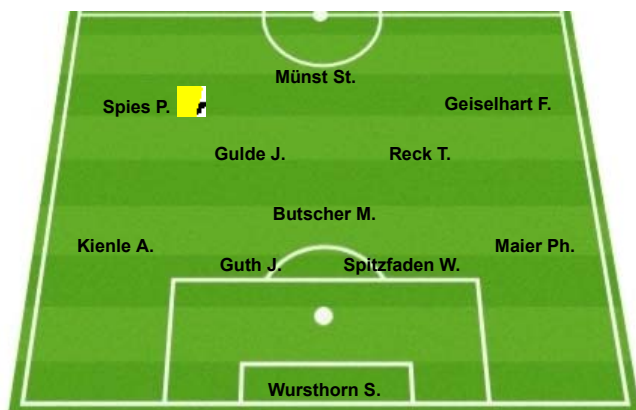 Münst St.
Spies P.
Geiselhart F.
Gulde J.
Reck T.
Butscher M.
Kienle A.
Maier Ph.
Guth J.
Spitzfaden W.
Wursthorn S.